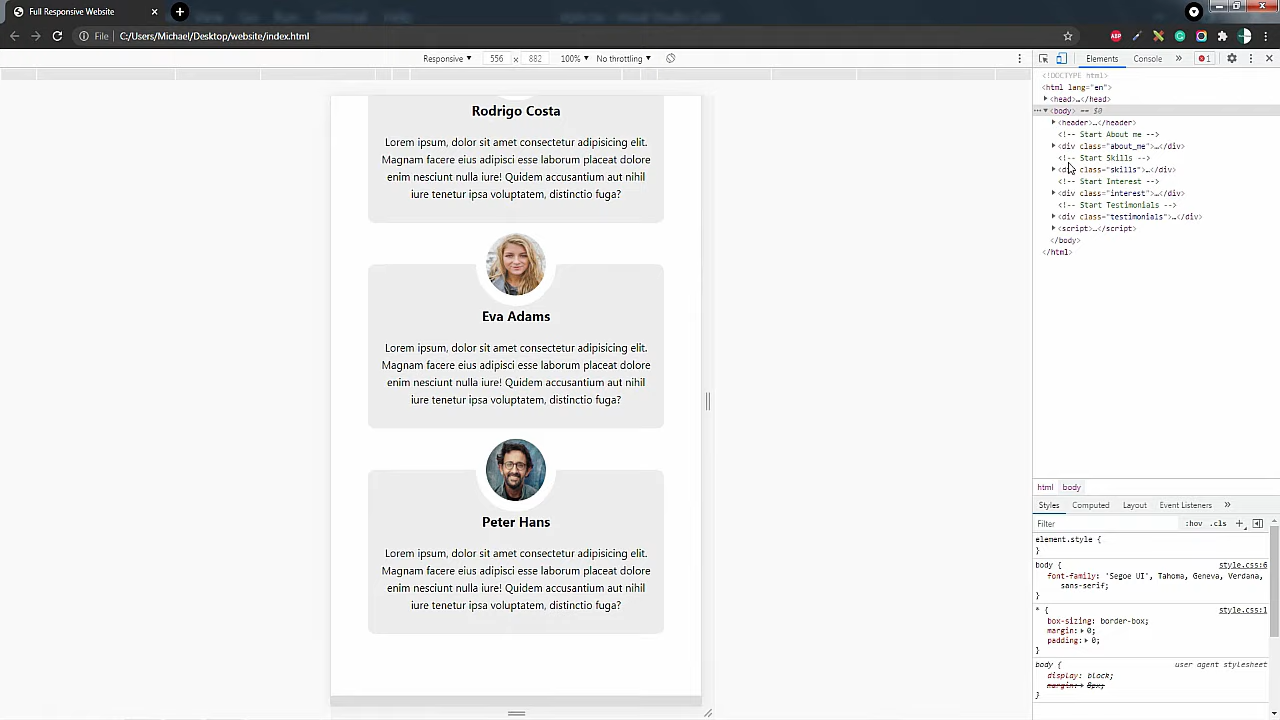 Full Responsive Website
File
C:/Users/Michael/Desktop/website/index.html
ABP
Responsive
556 x 882
100%
No throttling
Elements
Console
1
<!DOCTYPE html>
<html lang="en">
<head>…</head>
<body> == $0
<header>…</header>
<!-- Start About me -->
<div class="about_me">…</div>
<!-- Start Skills -->
<div class="skills">…</div>
<!-- Start Interest -->
<div class="interest">…</div>
<!-- Start Testimonials -->
<div class="testimonials">…</div>
<script>…</script>
</body>
</html>
Rodrigo Costa
Lorem ipsum, dolor sit amet consectetur adipisicing elit.
Magnam facere eius adipisci esse laborum placeat dolore
enim nesciunt nulla iure! Quidem accusantium aut nihil
iure tenetur ipsa voluptatem, distinctio fuga?
Eva Adams
Lorem ipsum, dolor sit amet consectetur adipisicing elit.
Magnam facere eius adipisci esse laborum placeat dolore
enim nesciunt nulla iure! Quidem accusantium aut nihil
iure tenetur ipsa voluptatem, distinctio fuga?
Peter Hans
Lorem ipsum, dolor sit amet consectetur adipisicing elit.
Magnam facere eius adipisci esse laborum placeat dolore
enim nesciunt nulla iure! Quidem accusantium aut nihil
iure tenetur ipsa voluptatem, distinctio fuga?
html body
Styles
Computed
Layout
Event Listeners
Filter
:hov .cls
element.style {
}
body {
style.css:6
font-family: 'Segoe UI', Tahoma, Geneva, Verdana,
sans-serif;
}
* {
style.css:1
box-sizing: border-box;
margin: 0;
padding: 0;
}
body {
user agent stylesheet
display: block;
margin: 8px;
}